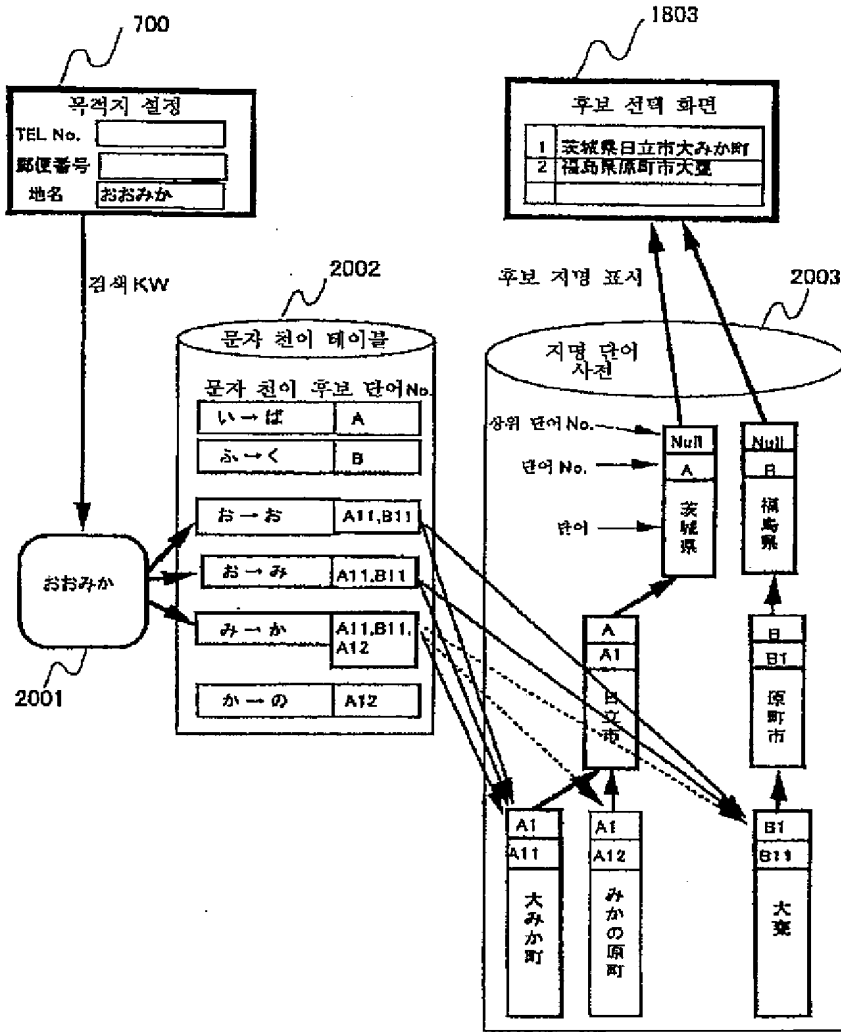 700
목적지 설정
TEL No.
郵便番号
地名 おおみか
검색 KW
1803
후보 선택 화면
1 茨城県日立市大みか町
2 福島県原町市大甕
후보 지명 표시
2002
문자 천이 테이블
문자 천이 후보 단어No.
い→ば A
ふ→く B
お→お A11,B11
お→み A11,B11
み→か A11,B11,
A12
か→の A12
おおみか
2001
2003
지명 단어
사전
상위 단어 No.
단어 No.
단어
Null
A
茨城県
Null
B
福島県
A
A1
日立市
B
B1
原町市
A1
A11
大みか町
A1
A12
みかの原町
B1
B11
大甕